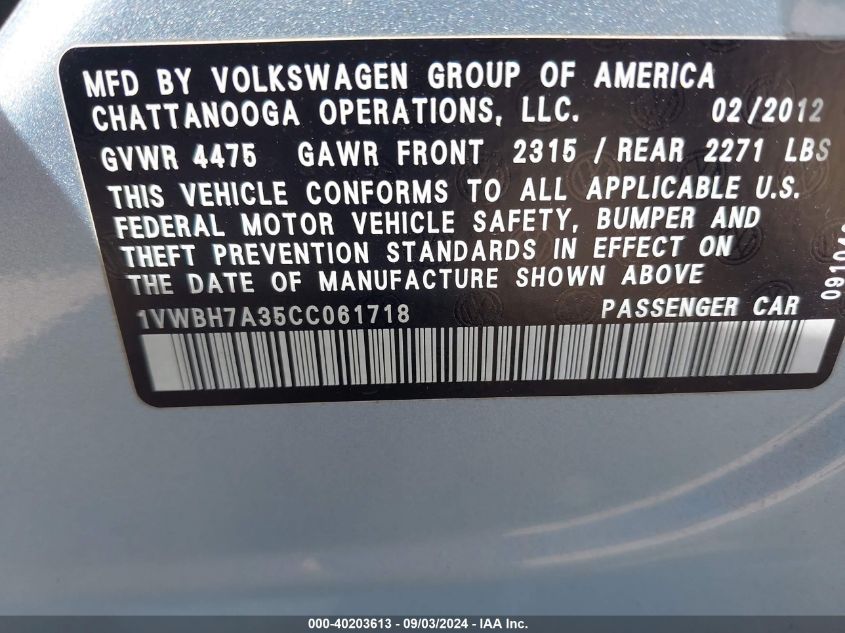 MFD BY VOLKSWAGEN GROUP OF AMERICA
CHATTANOOGA OPERATIONS, LLC. 02/2012
GVWR 4475 GAWR FRONT 2315 / REAR 2271 LBS
THIS VEHICLE CONFORMS TO ALL APPLICABLE U.S.
FEDERAL MOTOR VEHICLE SAFETY, BUMPER AND
THEFT PREVENTION STANDARDS IN EFFECT ON
THE DATE OF MANUFACTURE SHOWN ABOVE
1VWBH7A35CC061718 PASSENGER CAR
000-40203613 - 09/03/2024 - IAA Inc.